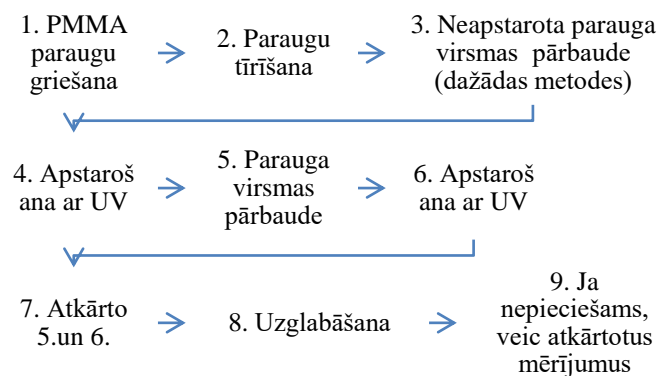 1. PMMA
paraugu
griešana
2. Paraugu
tīrīšana
3. Neapstarota parauga
virsmas pārbaude
(dažādas metodes)
4. Apstaroš
ana ar UV
5. Parauga
virsmas
pārbaude
6. Apstaroš
ana ar UV
7. Atkārto
5.un 6.
8. Uzglabāšana
9. Ja
nepieciešams,
veic atkārtotus
mērījumus